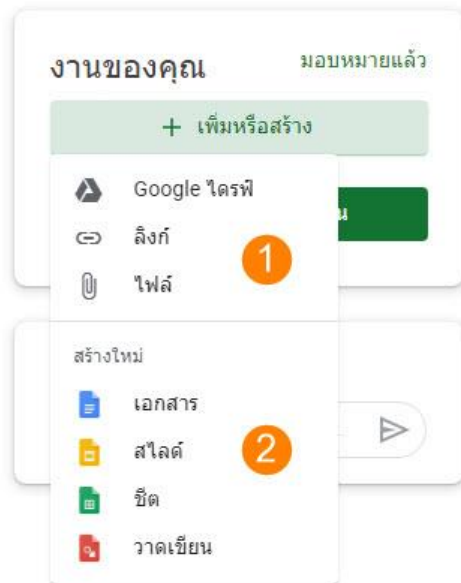 งานของคุณ
มอบหมายแล้ว
+ เพิ่มหรือสร้าง
Google ไดรฟ์
ลิงก์
ไฟล์
1
สร้างใหม่
เอกสาร
สไลด์
ชีต
วาดเขียน
2